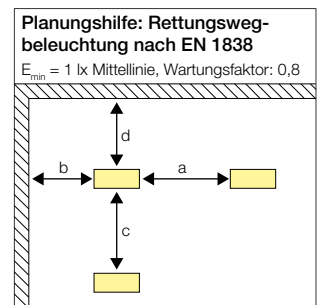 Planungshilfe: Rettungsweg-
beleuchtung nach EN 1838
Emin = 1 lx Mittellinie, Wartungsfaktor: 0,8
d
b
a
c